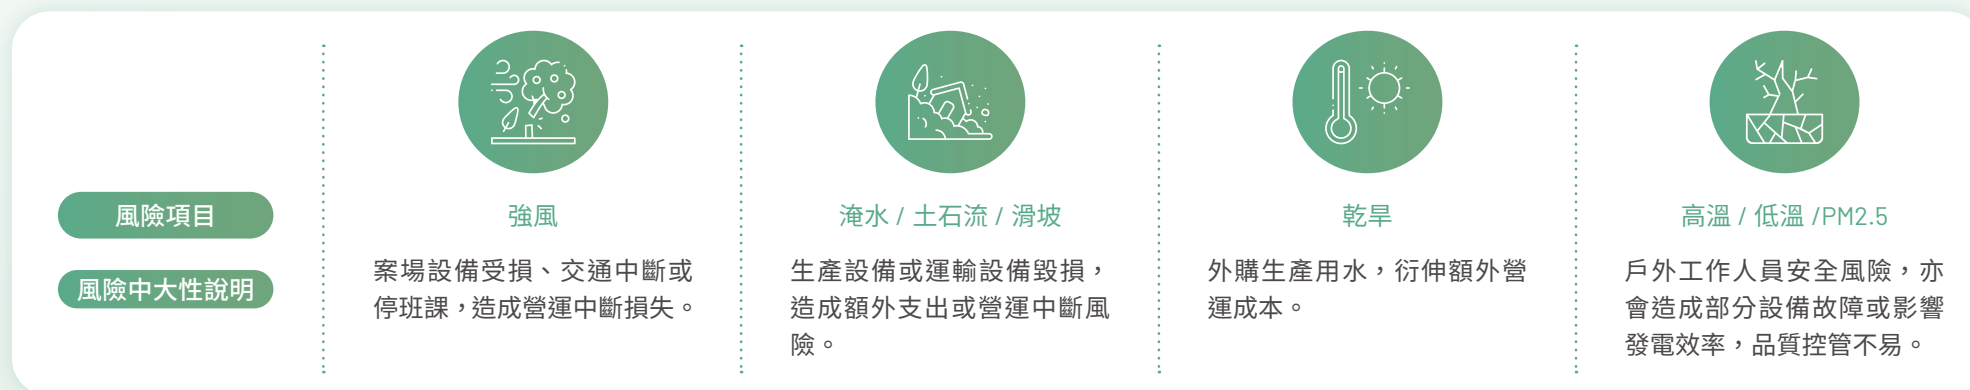 風險項目
強風
淹水 / 土石流 / 滑坡
乾旱
高溫 / 低溫 /PM2.5
風險中大性說明
案場設備受損、交通中斷或
停班課，造成營運中斷損失。
生產設備或運輸設備毀損，
造成額外支出或營運中斷風
險。
外購生產用水，衍伸額外營
運成本。
戶外工作人員安全風險，亦
會造成部分設備故障或影響
發電效率，品質控管不易。